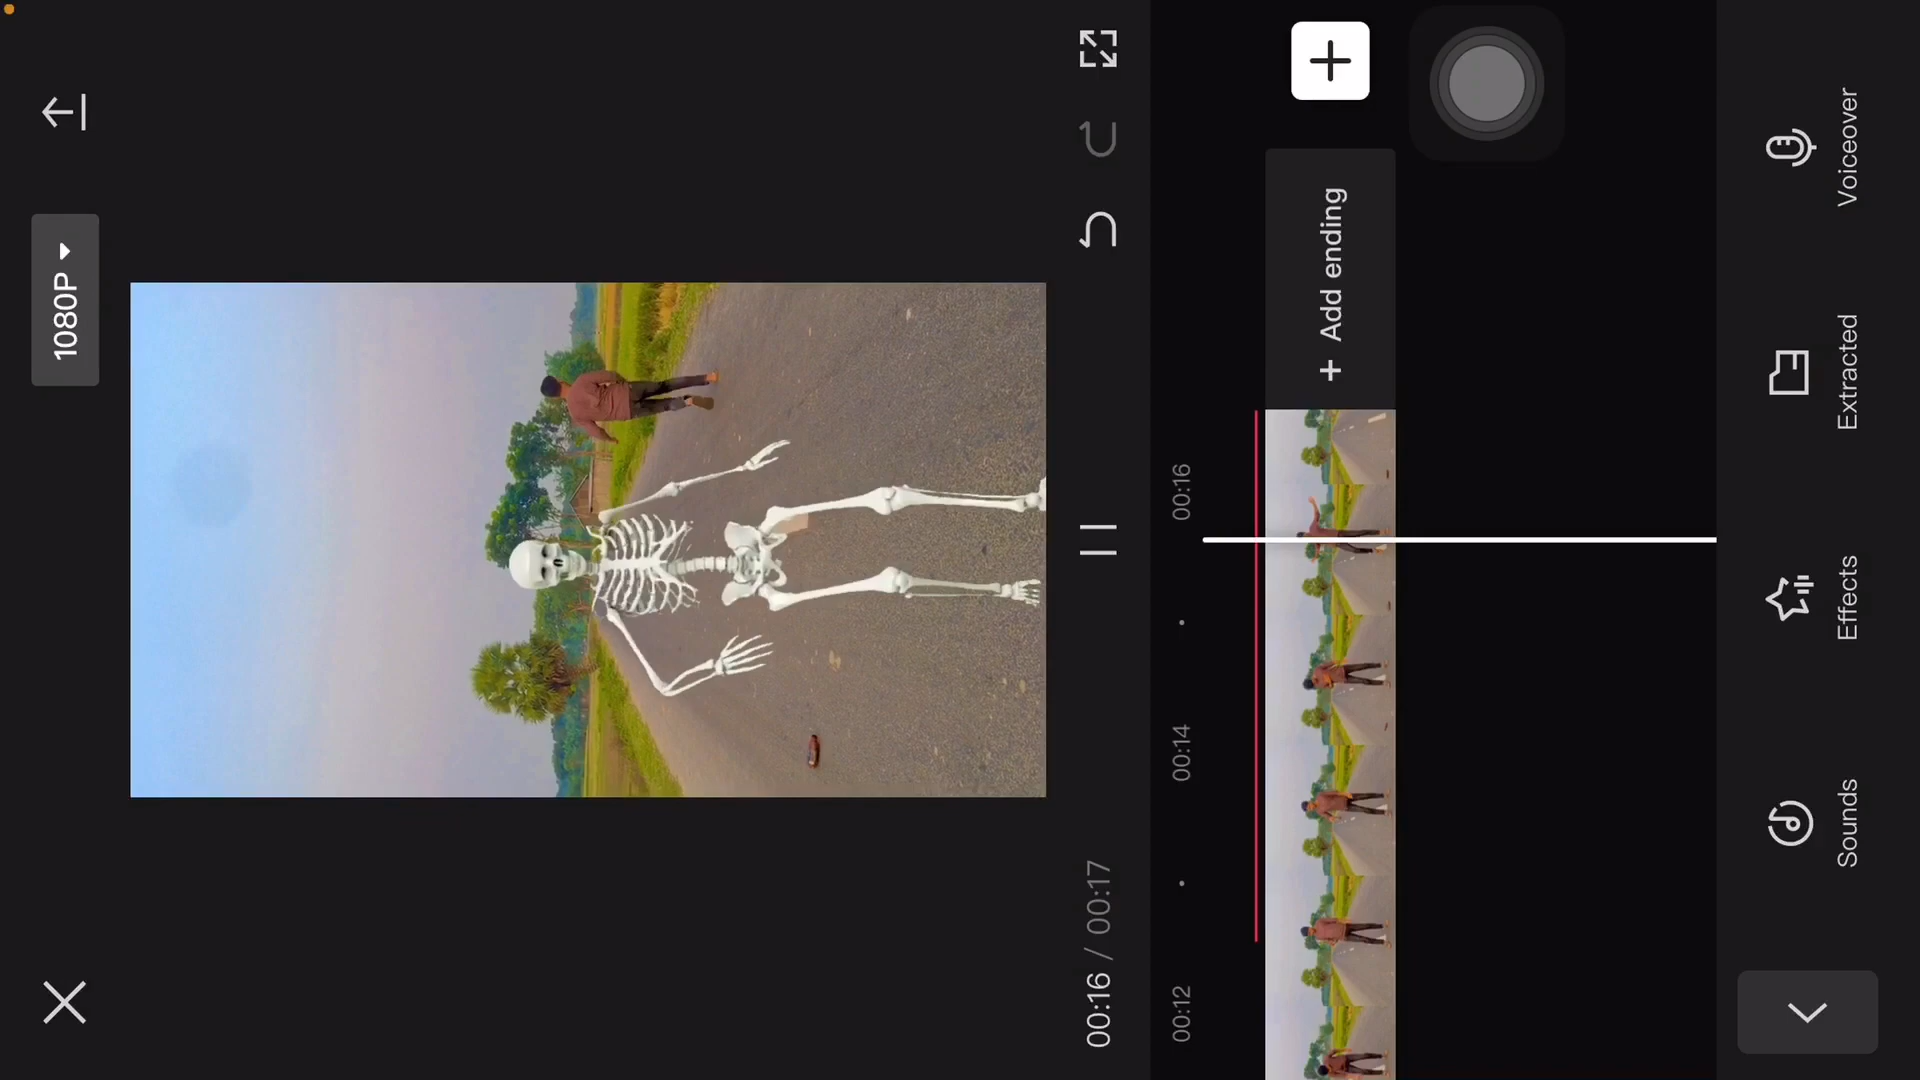 1080P
00:16 / 00:17
00:12
00:14
00:16
+ Add ending
Sounds
Effects
Extracted
Voiceover